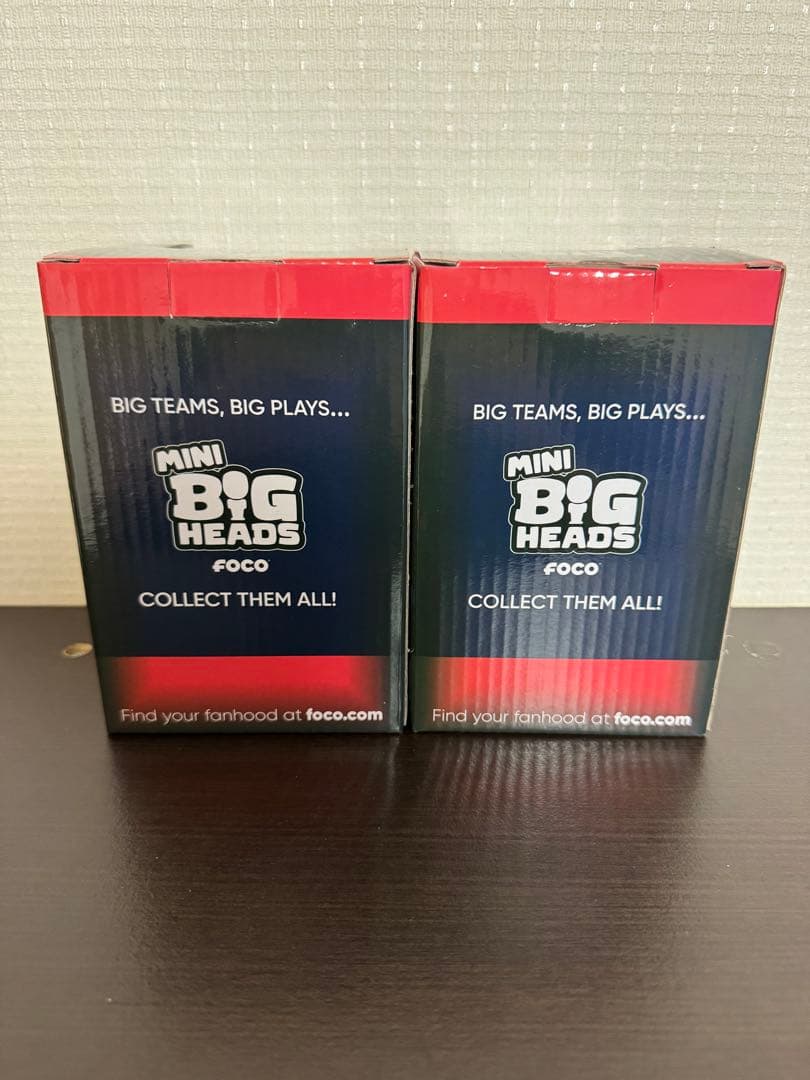 BIG TEAMS, BIG PLAYS...
MINI
BIG
HEADS
FOCO
COLLECT THEM ALL!
Find your fanhood at foco.com
BIG TEAMS, BIG PLAYS...
MINI
BIG
HEADS
FOCO
COLLECT THEM ALL!
Find your fanhood at foco.com